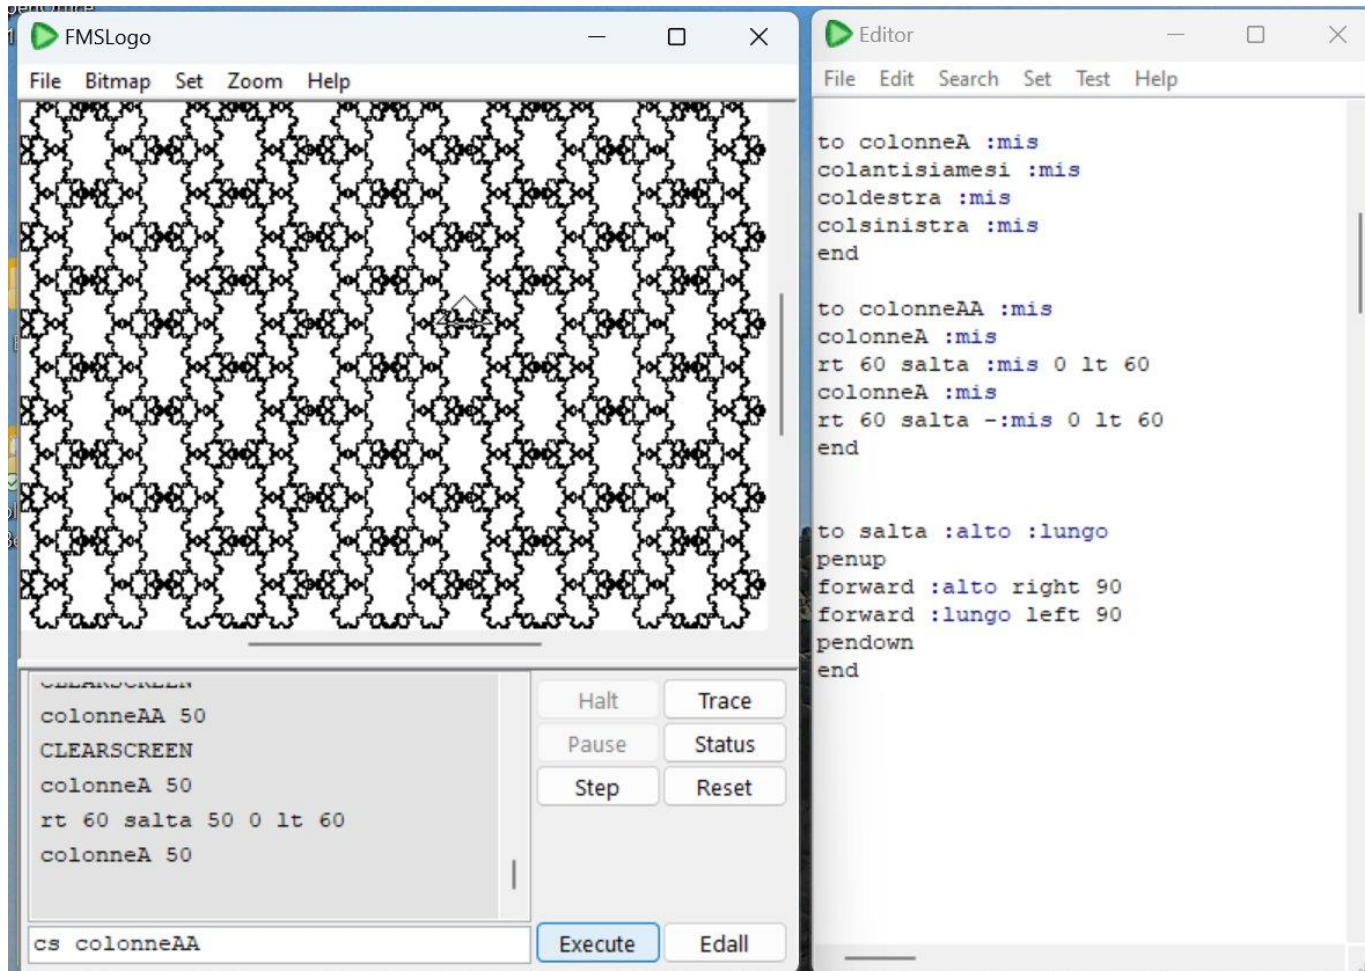 FMSLogo
File Bitmap Set Zoom Help
CLEARSCREEN
colonneAA 50
CLEARSCREEN
colonneA 50
rt 60 salta 50 0 lt 60
colonneA 50
Halt Trace
Pause Status
Step Reset
cs colonneAA
Execute Edall
Editor
File Edit Search Set Test Help
to colonneA :mis
colantisiamesi :mis
coldestra :mis
colsinistra :mis
end
to colonneAA :mis
colonneA :mis
rt 60 salta :mis 0 lt 60
colonneA :mis
rt 60 salta -:mis 0 lt 60
end
to salta :alto :lungo
penup
forward :alto right 90
forward :lungo left 90
pendown
end